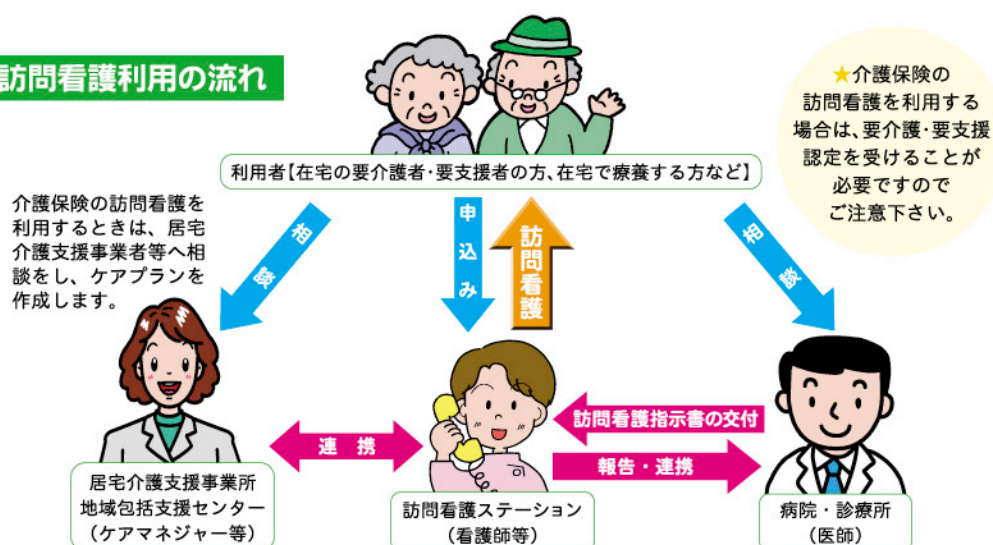 訪問看護利用の流れ
★介護保険の
訪問看護を利用する
場合は、要介護・要支援
認定を受けることが
必要ですので
ご注意下さい。
利用者【在宅の要介護者・要支援者の方、在宅で療養する方など】
介護保険の訪問看護を
利用するときは、居宅
介護支援事業者等へ相
談をし、ケアプランを
作成します。
相談
申込み
訪問看護
相談
連携
訪問看護指示書の交付
報告・連携
居宅介護支援事業所
地域包括支援センター
（ケアマネジャー等）
訪問看護ステーション
（看護師等）
病院・診療所
（医師）